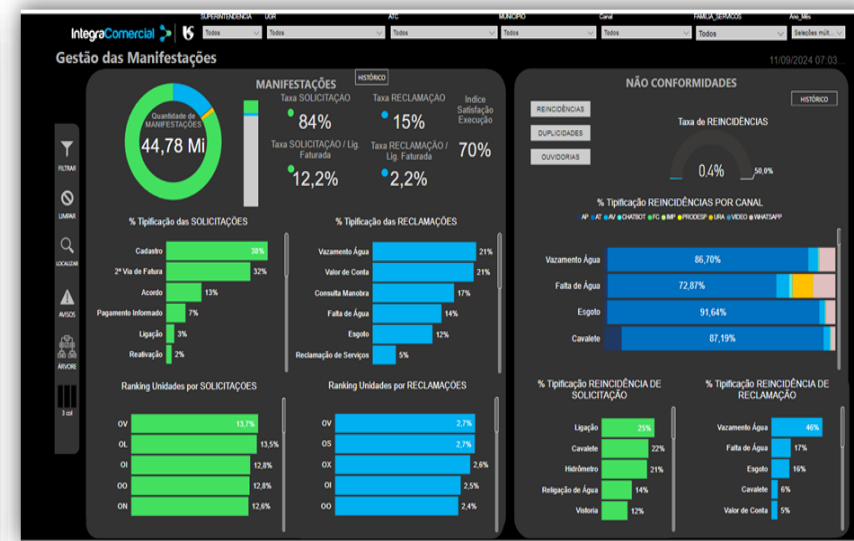 SUPERINTENDENCIA UGR ATC MUNICIPIO Canal FAMILIA_SERVICOS Ano_Mês
IntegraComercial Todos Todos Todos Todos Todos Todos Seleções múlt...
Gestão das Manifestações
11/09/2024 07:03...
FILTRAR
LIMPAR
LOCALIZAR
AVISOS
ÁRVORE
3 col
MANIFESTAÇÕES
HISTÓRICO
Quantidade de
MANIFESTAÇÕES
44,78 Mi
Taxa SOLICITAÇÃO
84%
Taxa RECLAMAÇÃO
15%
Indice
Satisfação
Execução
70%
Taxa SOLICITAÇÃO / Lig.
Faturada
12,2%
Taxa RECLAMAÇÃO /
Lig. Faturada
2,2%
% Tipificação das SOLICITAÇÕES
Cadastro 38%
2ª Via de Fatura 32%
Acordo 13%
Pagamento Informado 7%
Ligação 3%
Reativação 2%
% Tipificação das RECLAMAÇÕES
Vazamento Água 21%
Valor de Conta 21%
Consulta Manobra 17%
Falta de Água 14%
Esgoto 12%
Reclamação de Serviços 5%
Ranking Unidades por SOLICITAÇÕES
OV 13,7%
OL 13,5%
OI 12,8%
OO 12,8%
ON 12,6%
Ranking Unidades por RECLAMAÇÕES
OV 2,7%
OS 2,7%
OX 2,6%
OI 2,5%
OO 2,4%
NÃO CONFORMIDADES
HISTÓRICO
REINCIDÊNCIAS
DUPLICIDADES
OUVIDORIAS
Taxa de REINCIDÊNCIAS
0.4%
50,0%
% Tipificação REINCIDÊNCIAS POR CANAL
AP AT AV CHATBOT FC IMP PRODESP URA VIDEO WHATSAPP
Vazamento Água 86,70%
Falta de Água 72,87%
Esgoto 91,64%
Cavalete 87,19%
% Tipificação REINCIDÊNCIA DE
SOLICITAÇÃO
Ligação 25%
Cavalete 22%
Hidrômetro 21%
Religação de Água 14%
Vistoria 12%
% Tipificação REINCIDÊNCIA DE
RECLAMAÇÃO
Vazamento Água 46%
Falta de Água 17%
Esgoto 16%
Cavalete 6%
Valor de Conta 5%